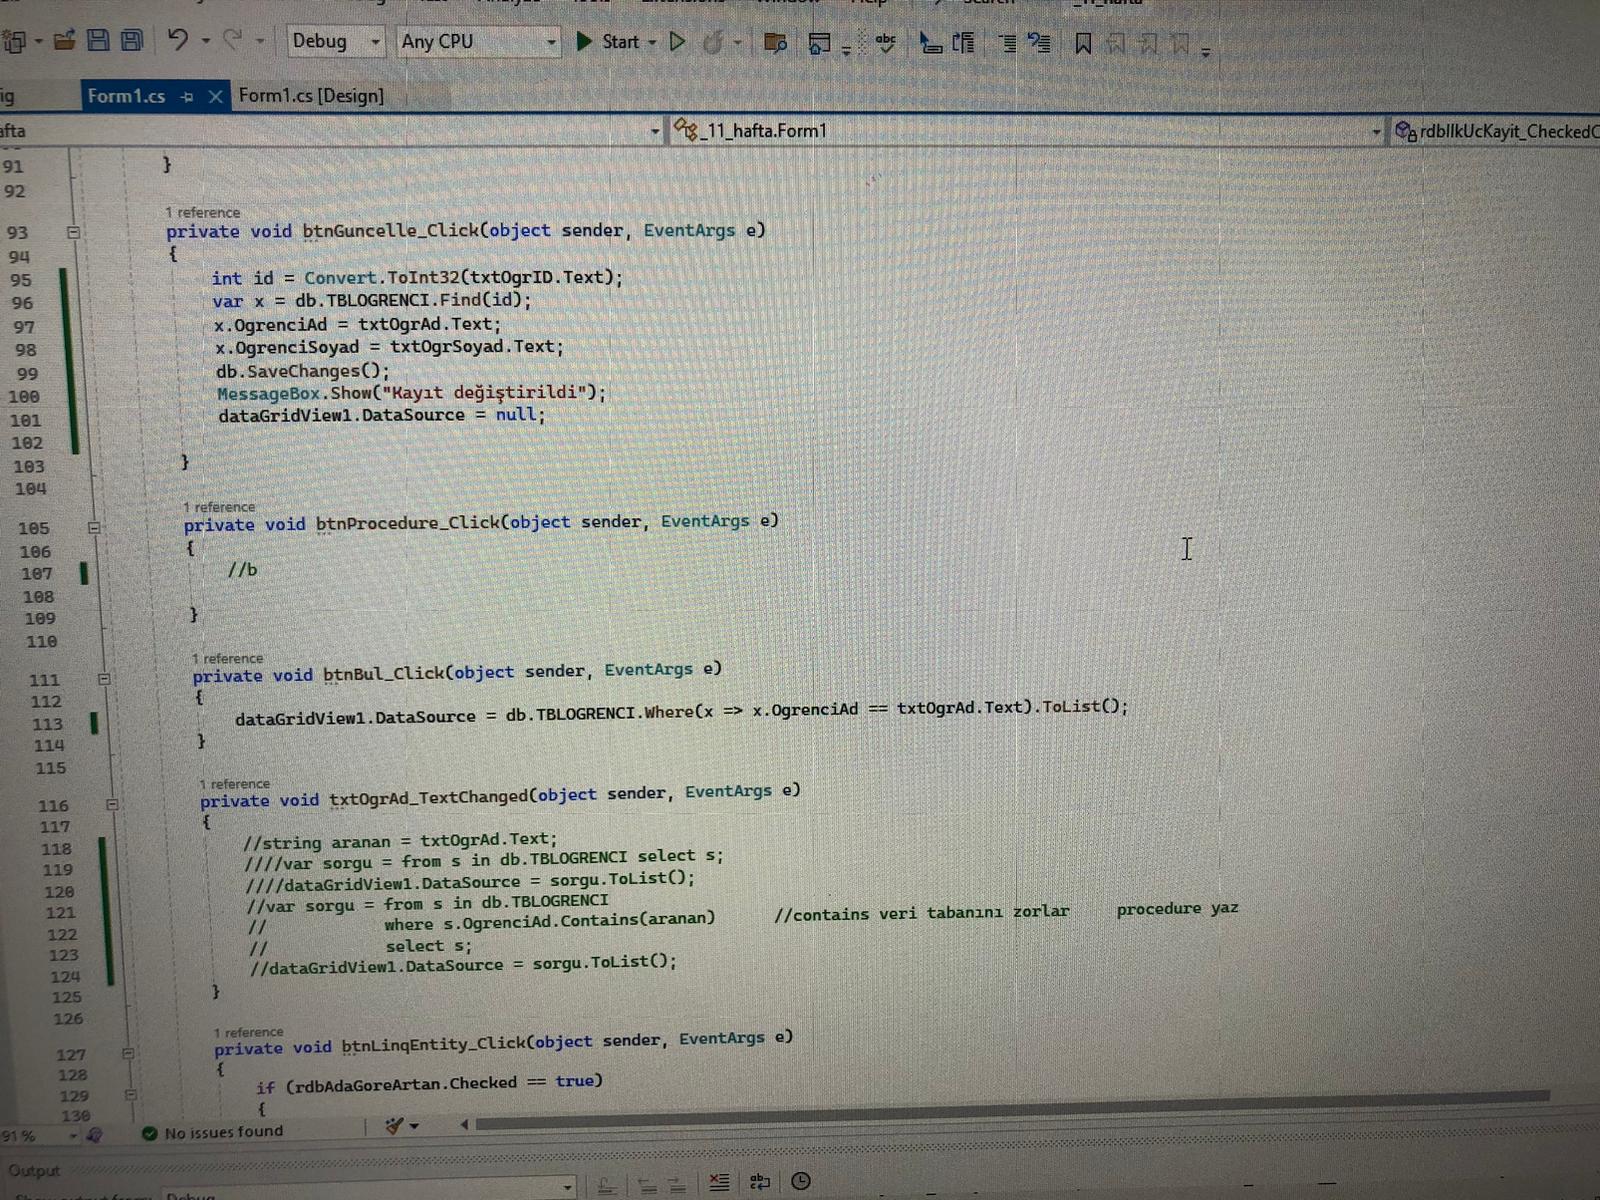 Debug Any CPU Start
ig Form1.cs Form1.cs [Design]
afta _11_hafta.Form1 rdbIlkUcKayit_CheckedC
91 }
92
1 reference
93 private void btnGuncelle_Click(object sender, EventArgs e)
94 {
95 int id = Convert.ToInt32(txtOgrID.Text);
96 var x = db.TBLOGRENCI.Find(id);
97 x.OgrenciAd = txtOgrAd.Text;
98 x.OgrenciSoyad = txtOgrSoyad.Text;
99 db.SaveChanges();
100 MessageBox.Show("Kayıt değiştirildi");
101 dataGridView1.DataSource = null;
102
103 }
104
1 reference
105 private void btnProcedure_Click(object sender, EventArgs e)
106 {
107 //b
108
109 }
110
1 reference
111 private void btnBul_Click(object sender, EventArgs e)
112 {
113 dataGridView1.DataSource = db.TBLOGRENCI.Where(x => x.OgrenciAd == txtOgrAd.Text).ToList();
114 }
115
1 reference
116 private void txtOgrAd_TextChanged(object sender, EventArgs e)
117 {
118 //string aranan = txtOgrAd.Text;
119 ////var sorgu = from s in db.TBLOGRENCI select s;
120 ////dataGridView1.DataSource = sorgu.ToList();
121 //var sorgu = from s in db.TBLOGRENCI
122 // where s.OgrenciAd.Contains(aranan) //contains veri tabanını zorlar procedure yaz
123 // select s;
124 //dataGridView1.DataSource = sorgu.ToList();
125 }
126
1 reference
127 private void btnLinqEntity_Click(object sender, EventArgs e)
128 {
129 if (rdbAdaGoreArtan.Checked == true)
130 {
91 % No issues found
Output
Debug